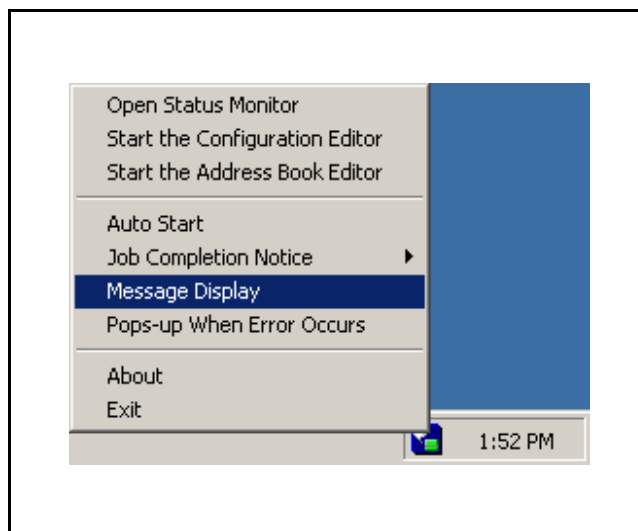 Open Status Monitor
Start the Configuration Editor
Start the Address Book Editor
Auto Start
Job Completion Notice
Message Display
Pops-up When Error Occurs
About
Exit
1:52 PM